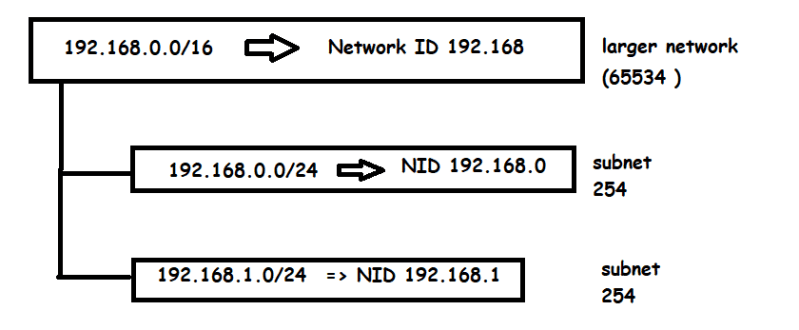 192.168.0.0/16 Network ID 192.168
larger network
(65534 )
192.168.0.0/24 NID 192.168.0
subnet
254
192.168.1.0/24 => NID 192.168.1
subnet
254